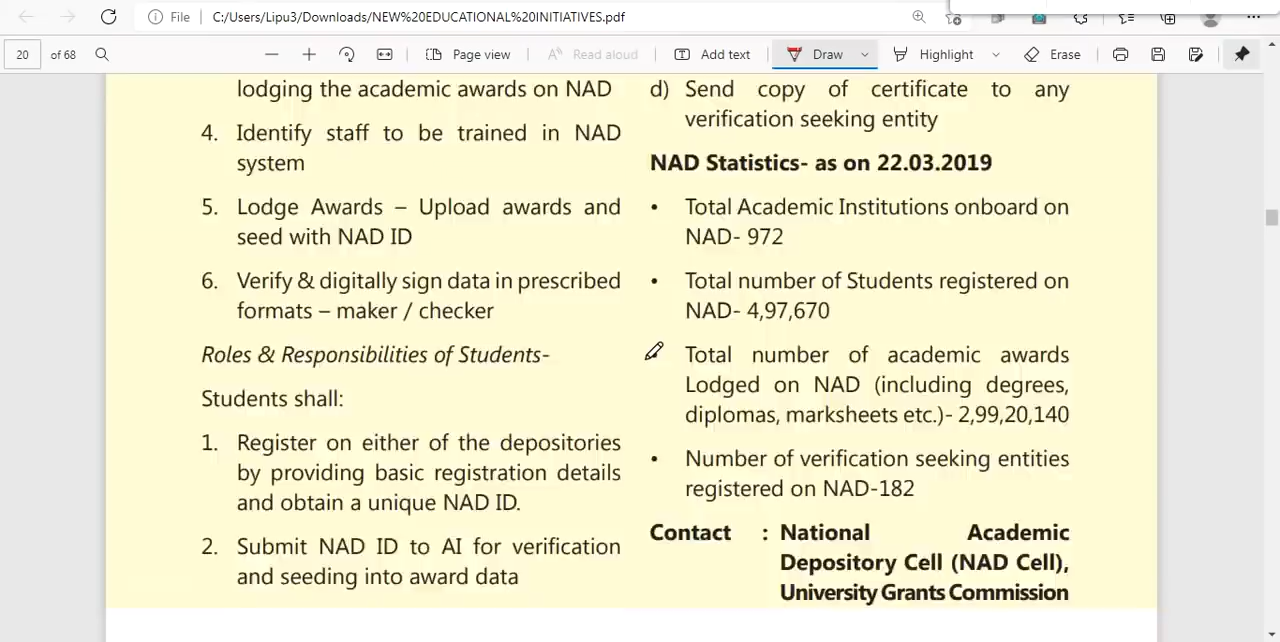 File
C:/Users/Lipu3/Downloads/NEW%20EDUCATIONAL%20INITIATIVES.pdf
20 of 68
Page view
Read aloud
Add text
Draw
Highlight
Erase
lodging the academic awards on NAD
4. Identify staff to be trained in NAD
system
5. Lodge Awards – Upload awards and
seed with NAD ID
6. Verify & digitally sign data in prescribed
formats – maker / checker
Roles & Responsibilities of Students-
Students shall:
1. Register on either of the depositories
by providing basic registration details
and obtain a unique NAD ID.
2. Submit NAD ID to AI for verification
and seeding into award data
d) Send copy of certificate to any
verification seeking entity
NAD Statistics- as on 22.03.2019
• Total Academic Institutions onboard on
NAD- 972
• Total number of Students registered on
NAD- 4,97,670
Total number of academic awards
Lodged on NAD (including degrees,
diplomas, marksheets etc.)- 2,99,20,140
• Number of verification seeking entities
registered on NAD-182
Contact : National Academic
Depository Cell (NAD Cell),
University Grants Commission